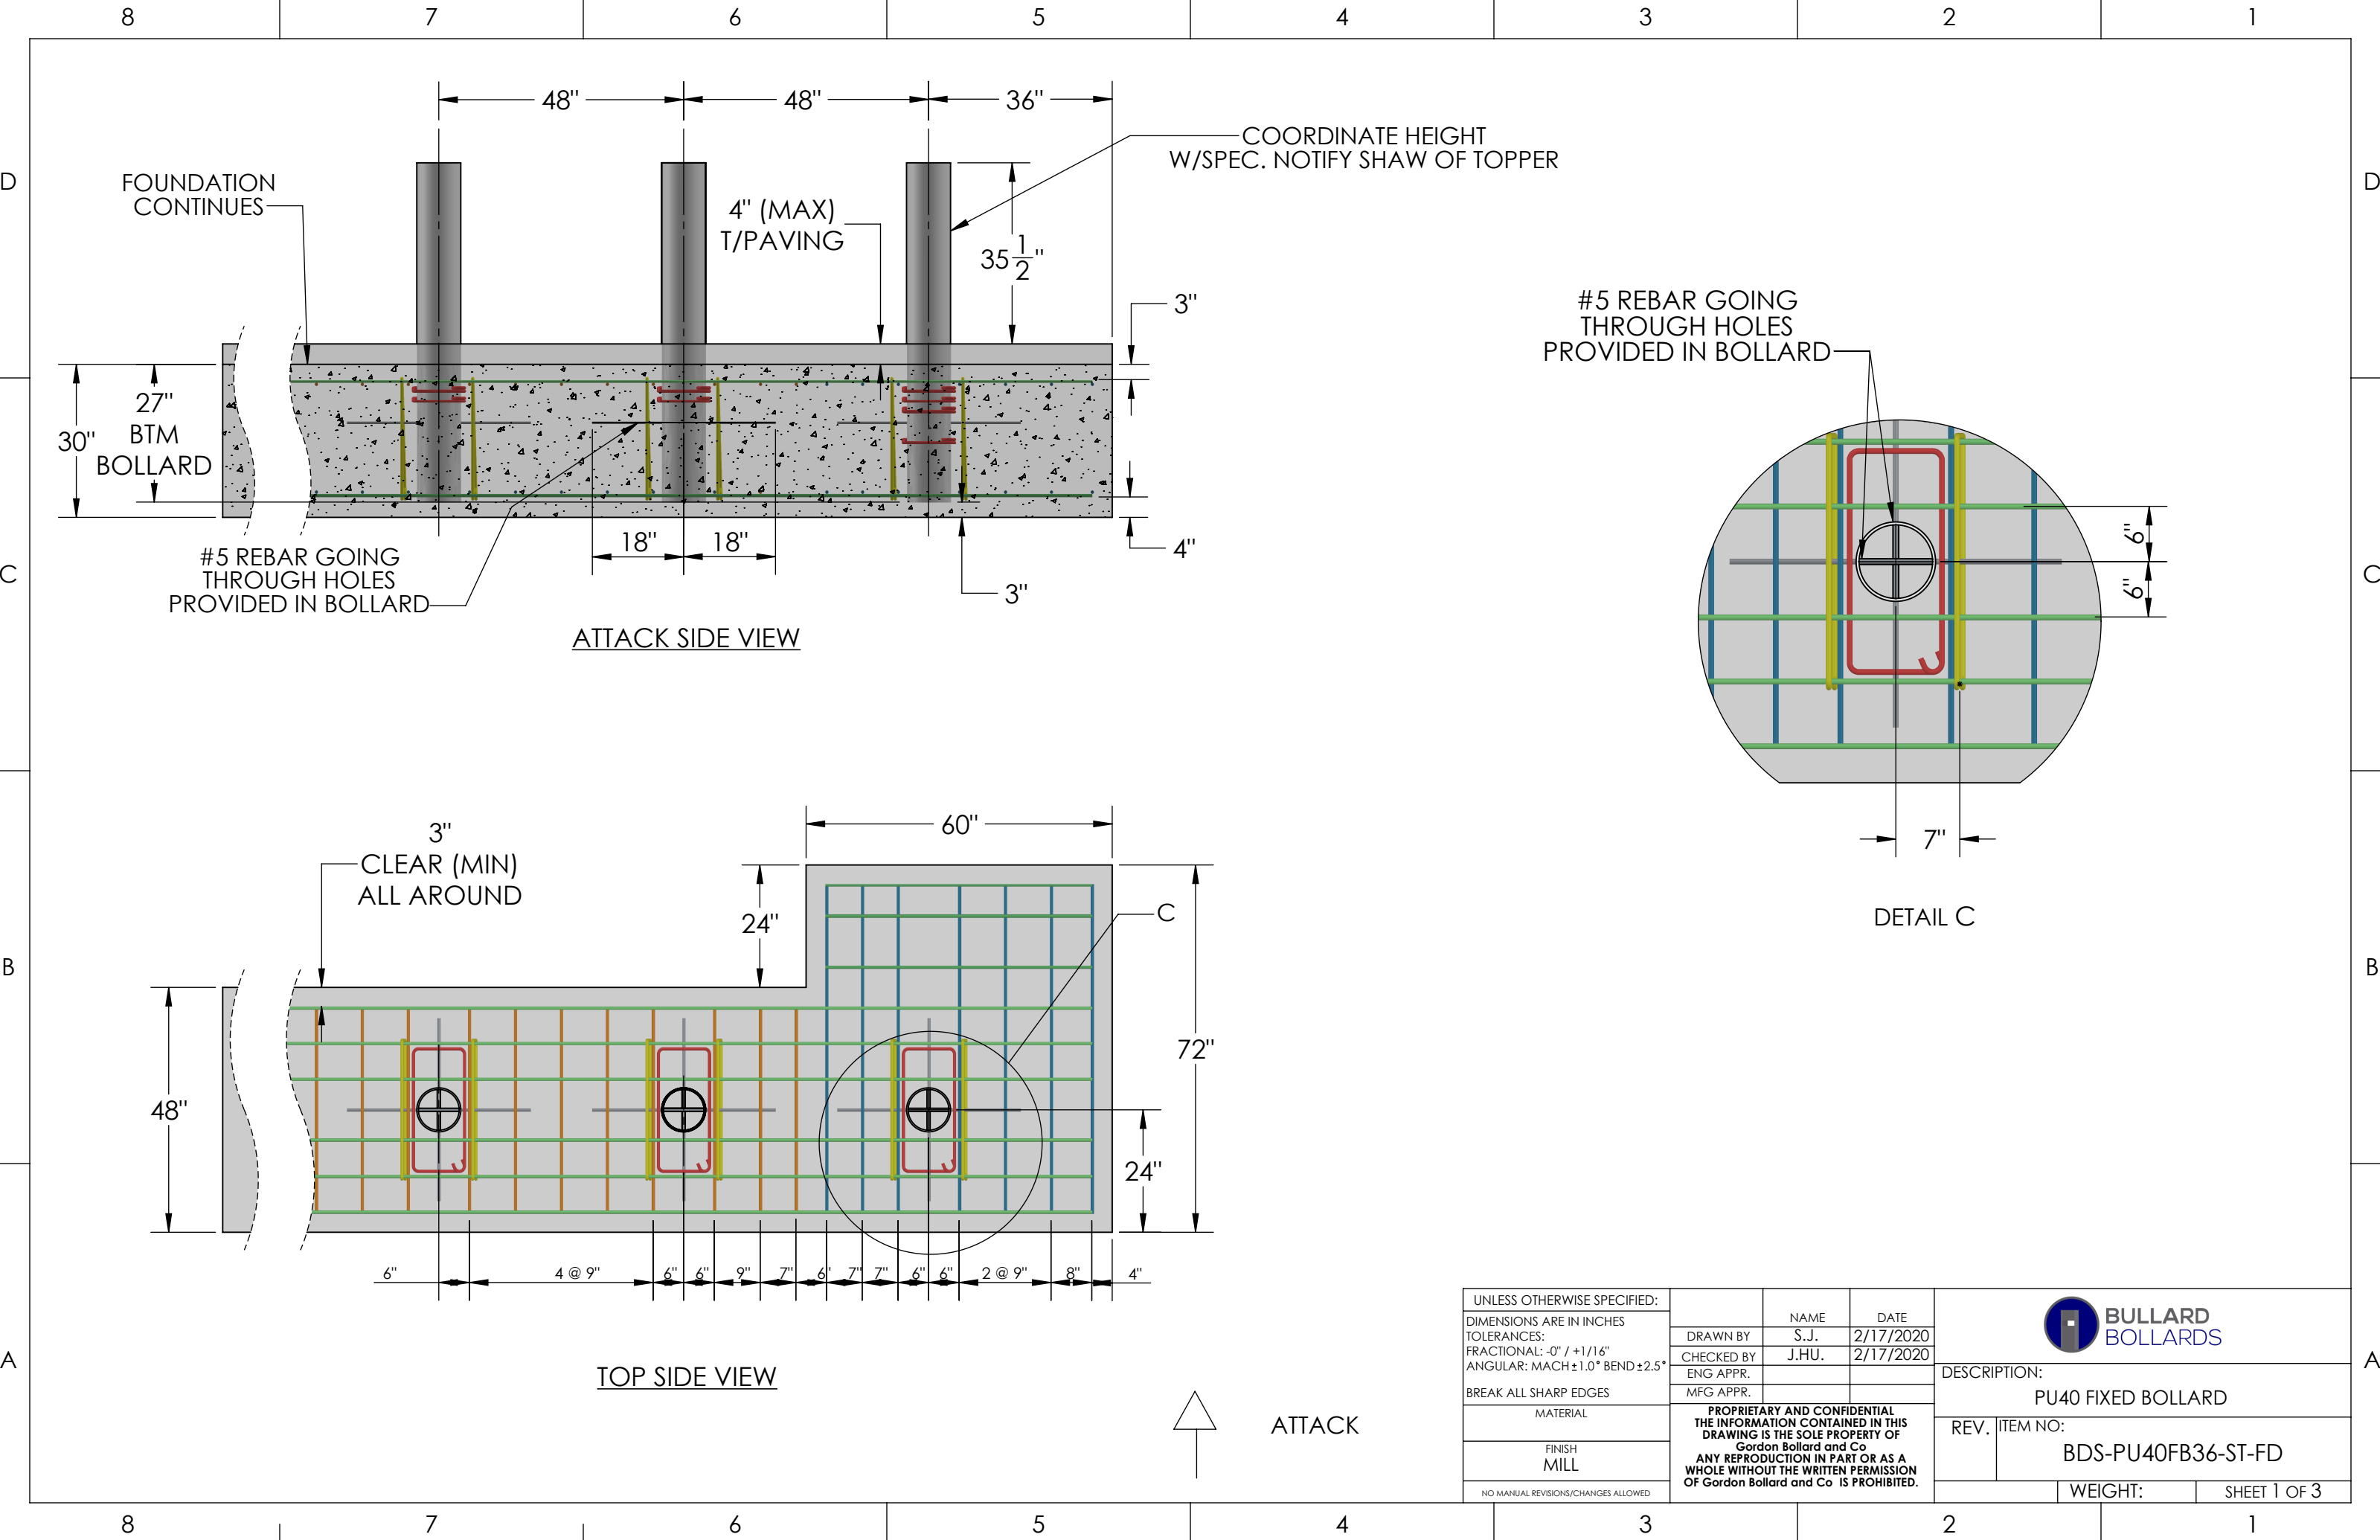 8 7 6 5 4 3 2 1
D D
C C
B B
A A
48" 48" 36"
COORDINATE HEIGHT
W/SPEC. NOTIFY SHAW OF TOPPER
FOUNDATION
CONTINUES
4" (MAX)
T/PAVING
35 1/2"
3"
27"
BTM
BOLLARD
30"
18" 18"
4"
3"
#5 REBAR GOING
THROUGH HOLES
PROVIDED IN BOLLARD
ATTACK SIDE VIEW
#5 REBAR GOING
THROUGH HOLES
PROVIDED IN BOLLARD
6"
6"
7"
DETAIL C
60"
3"
CLEAR (MIN)
ALL AROUND
24"
C
72"
48"
24"
6" 4 @ 9" 6" 6" 9" 7" 6" 7" 7" 6" 6" 2 @ 9" 8" 4"
TOP SIDE VIEW
ATTACK
UNLESS OTHERWISE SPECIFIED:
DIMENSIONS ARE IN INCHES
TOLERANCES:
FRACTIONAL: -0" / +1/16"
ANGULAR: MACH±1.0° BEND±2.5°
BREAK ALL SHARP EDGES
MATERIAL
FINISH
MILL
NO MANUAL REVISIONS/CHANGES ALLOWED
NAME DATE
DRAWN BY S.J. 2/17/2020
CHECKED BY J.HU. 2/17/2020
ENG APPR.
MFG APPR.
PROPRIETARY AND CONFIDENTIAL
THE INFORMATION CONTAINED IN THIS
DRAWING IS THE SOLE PROPERTY OF
Gordon Bollard and Co
ANY REPRODUCTION IN PART OR AS A
WHOLE WITHOUT THE WRITTEN PERMISSION
OF Gordon Bollard and Co IS PROHIBITED.
BULLARD
BOLLARDS
DESCRIPTION:
PU40 FIXED BOLLARD
REV. ITEM NO:
BDS-PU40FB36-ST-FD
WEIGHT: SHEET 1 OF 3
8 7 6 5 4 3 2 1